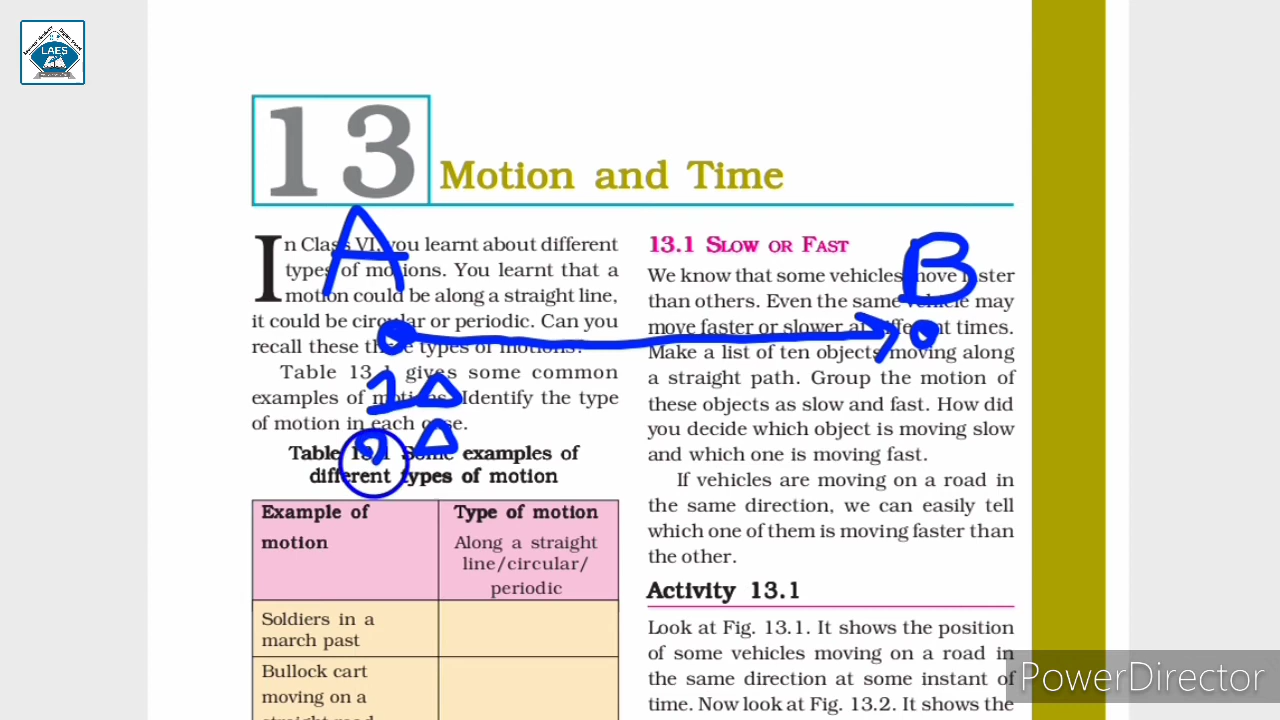 LAES
13
Motion and Time
A
In Class VI, you learnt about different
types of motions. You learnt that a
motion could be along a straight line,
it could be circular or periodic. Can you
recall these three types of motions?
Table 13.1 gives some common
examples of motions. Identify the type
of motion in each case.
Table 13.1 Some examples of
different types of motion
Example of
motion
Type of motion
Along a straight
line/circular/
periodic
Soldiers in a
march past
Bullock cart
moving on a
straight road
13.1 SLOW OR FAST
B
We know that some vehicles move faster
than others. Even the same vehicle may
move faster or slower at different times.
Make a list of ten objects moving along
a straight path. Group the motion of
these objects as slow and fast. How did
you decide which object is moving slow
and which one is moving fast.
If vehicles are moving on a road in
the same direction, we can easily tell
which one of them is moving faster than
the other.
Activity 13.1
Look at Fig. 13.1. It shows the position
of some vehicles moving on a road in
the same direction at some instant of
time. Now look at Fig. 13.2. It shows the
PowerDirector